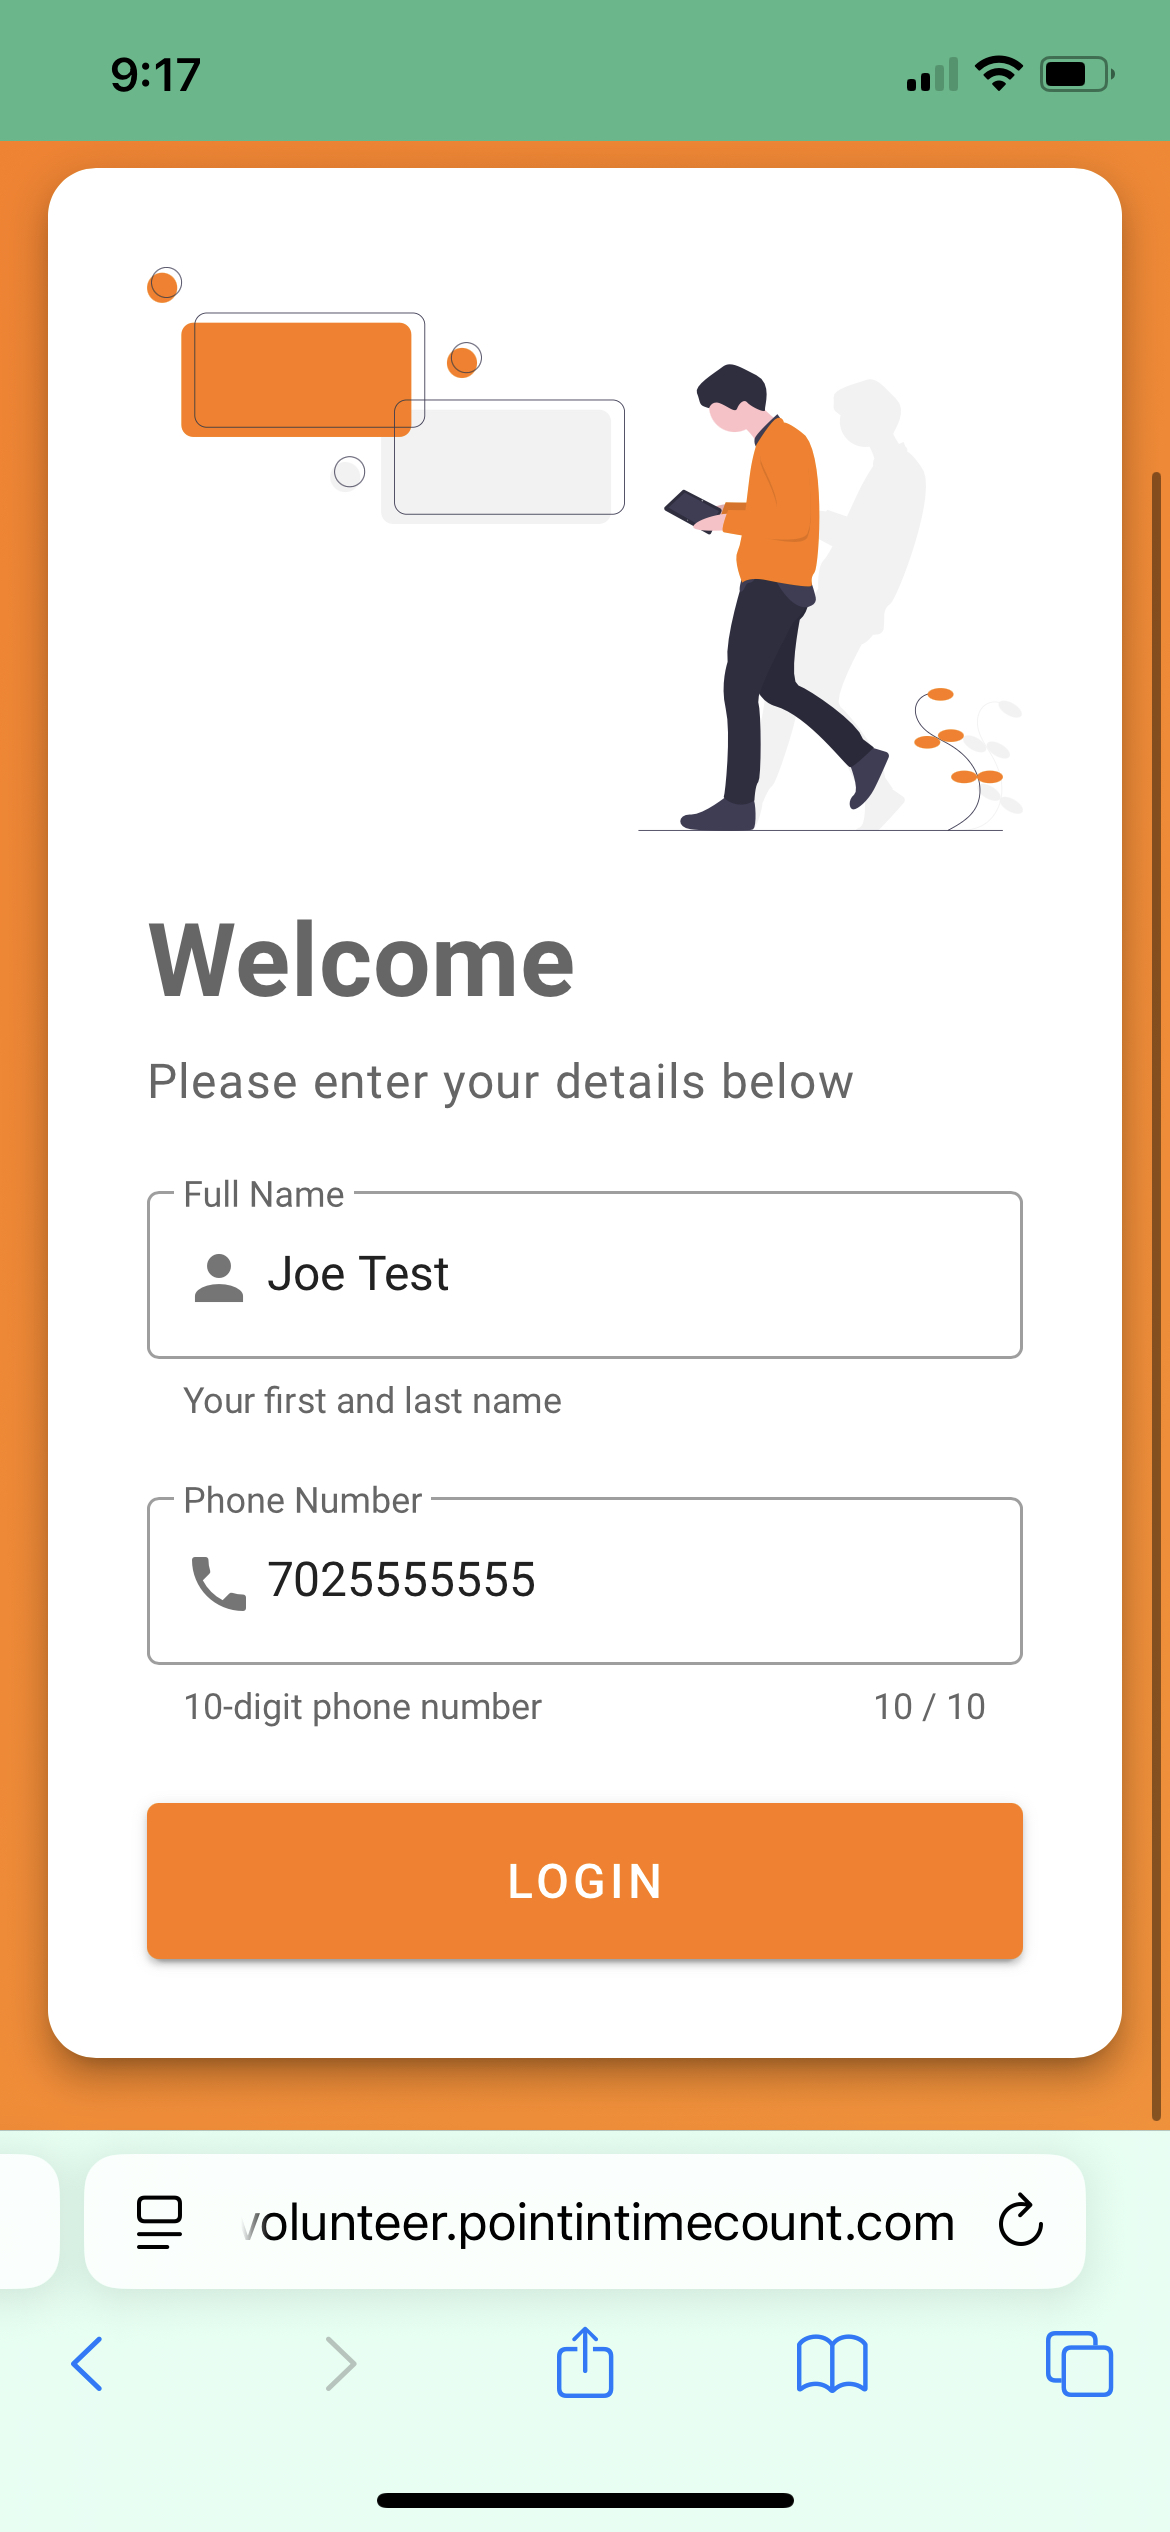 9:17
Welcome
Please enter your details below
Full Name
Joe Test
Your first and last name
Phone Number
7025555555
10-digit phone number 10 / 10
LOGIN
volunteer.pointintimecount.com